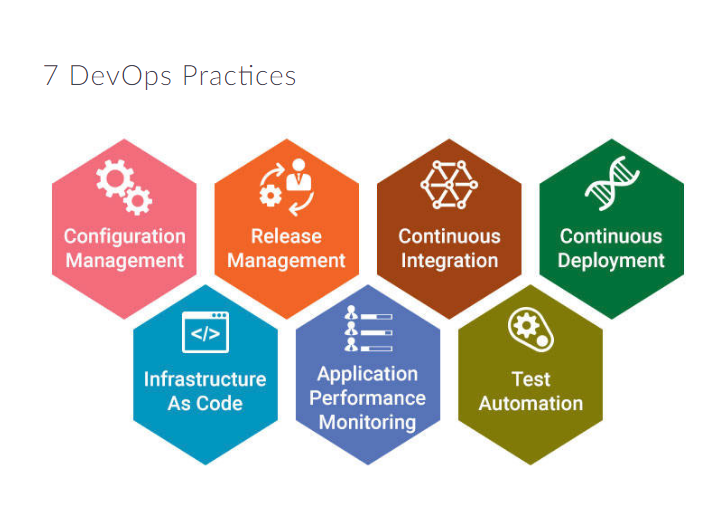 7 DevOps Practices
Configuration
Management
Release
Management
Continuous
Integration
Continuous
Deployment
</>
Infrastructure
As Code
Application
Performance
Monitoring
Test
Automation